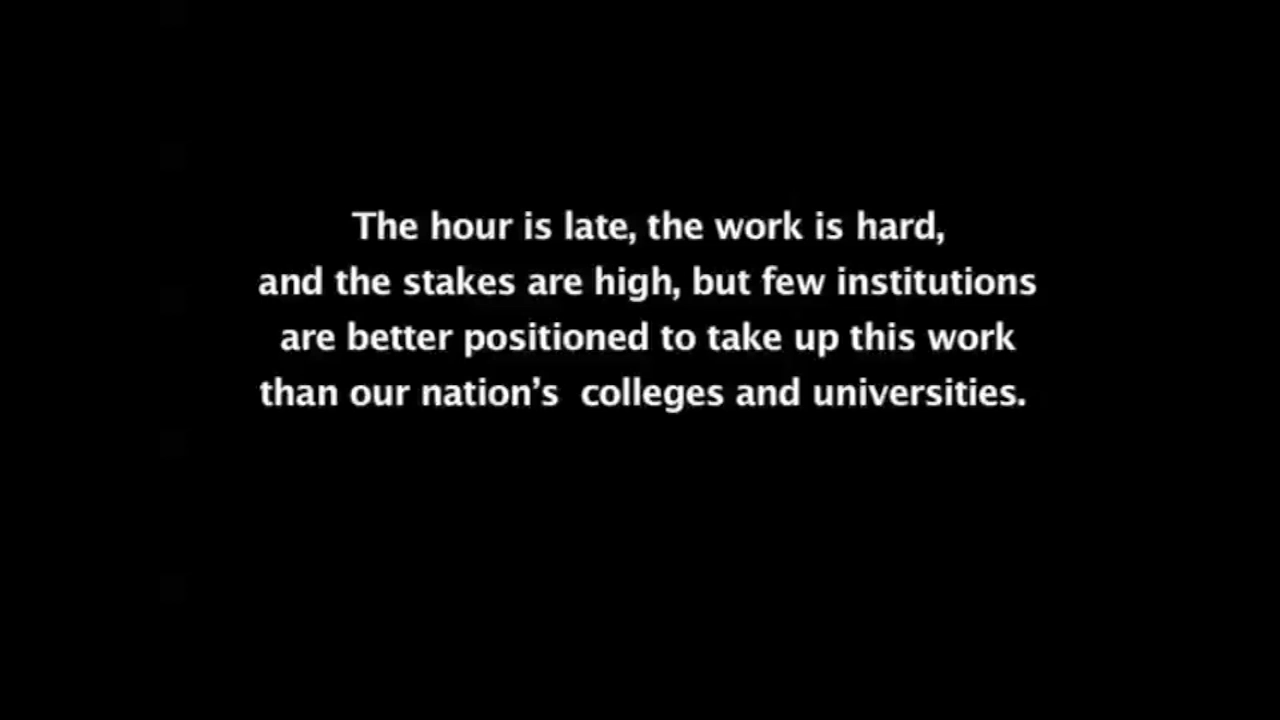 The hour is late, the work is hard,
and the stakes are high, but few institutions
are better positioned to take up this work
than our nation’s  colleges and universities.